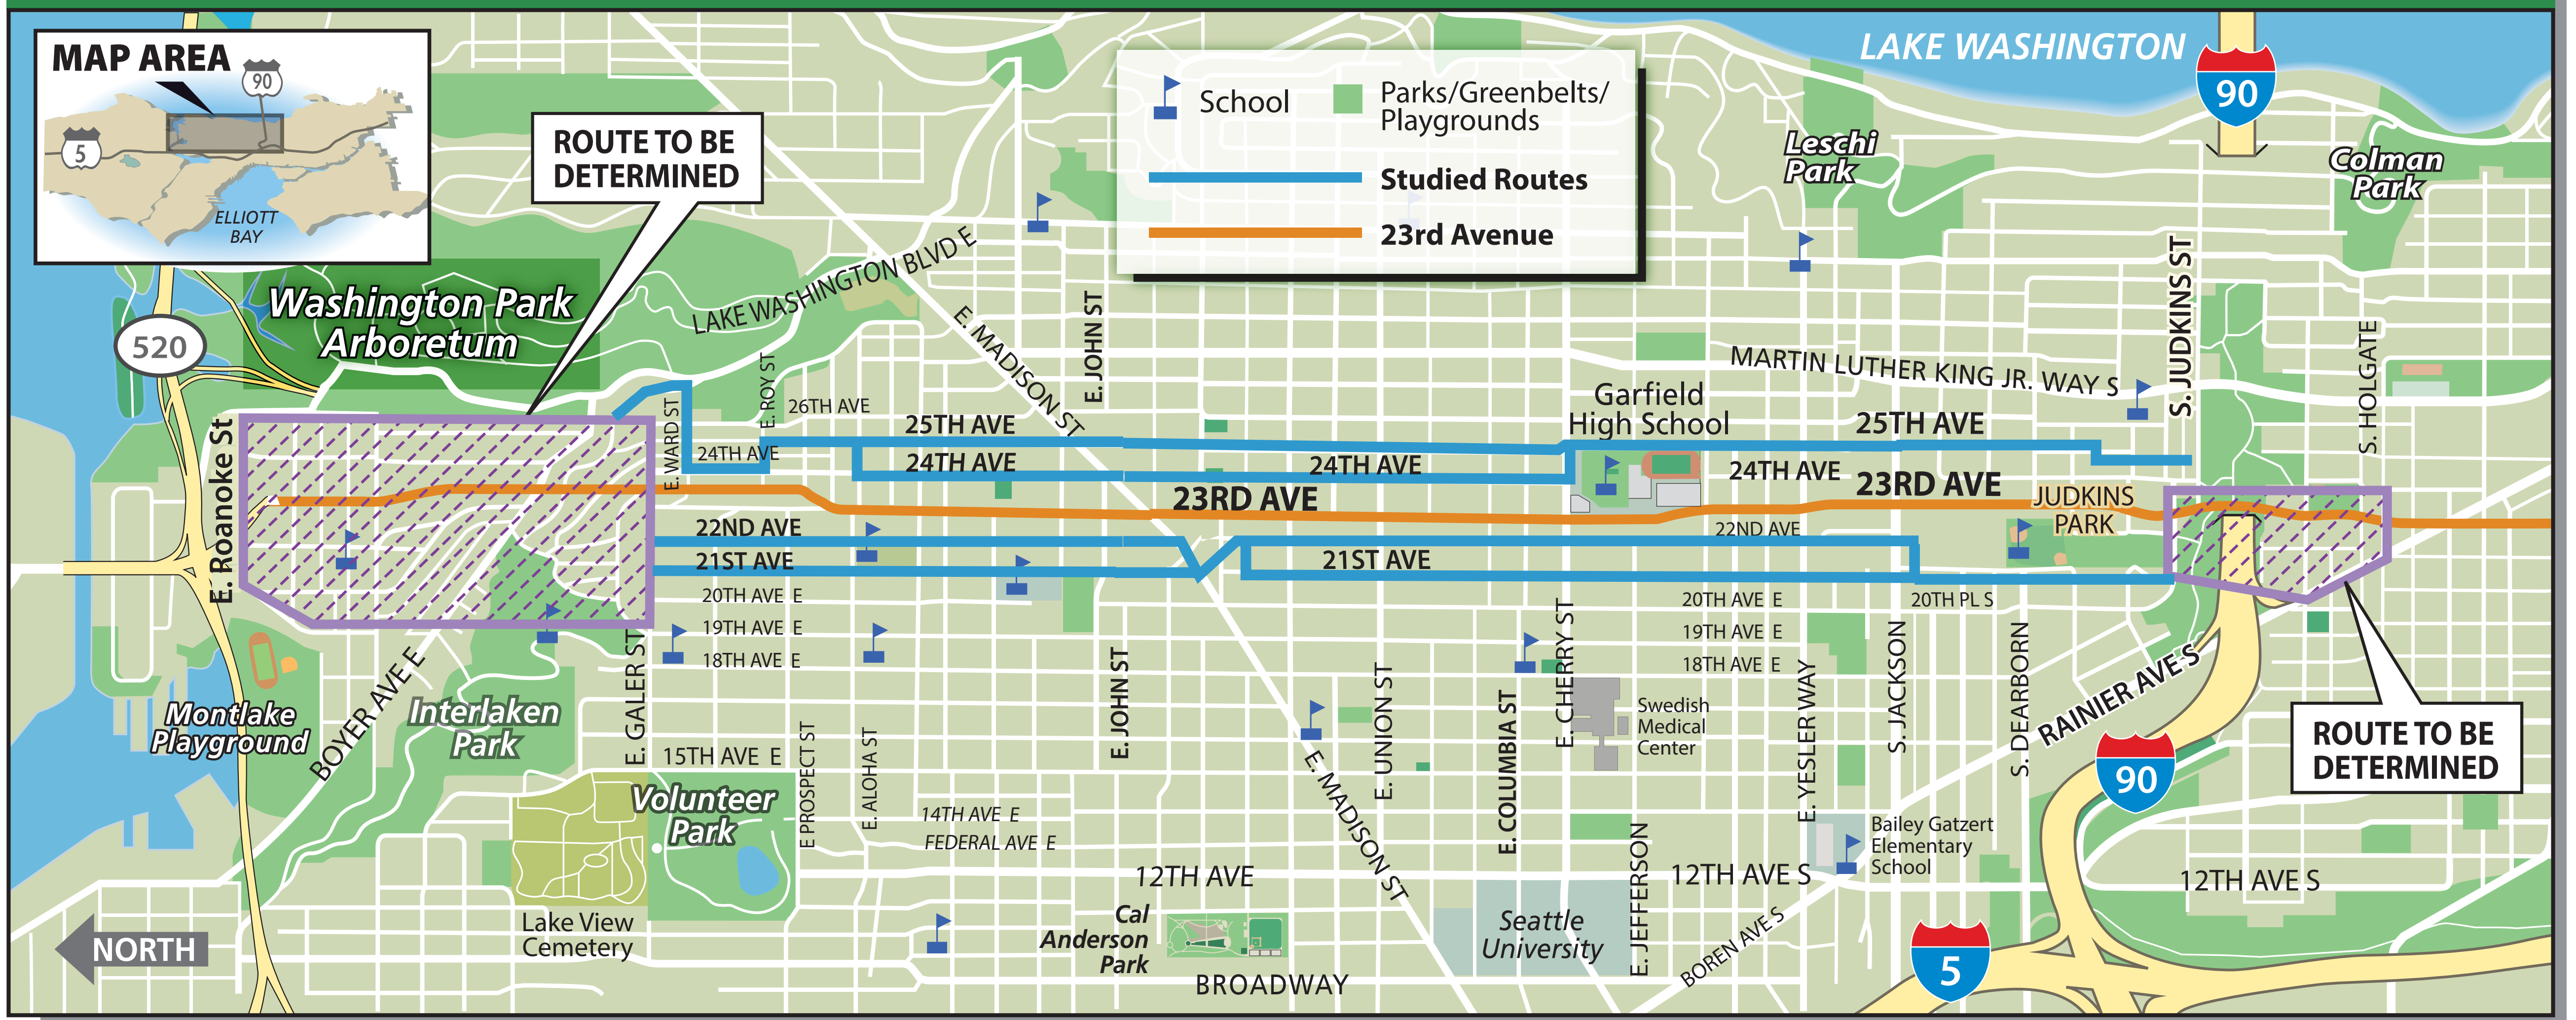 MAP AREA
90
5
ELLIOTT
BAY
ROUTE TO BE
DETERMINED
School
Parks/Greenbelts/
Playgrounds
Studied Routes
23rd Avenue
LAKE WASHINGTON
90
Leschi
Park
Colman
Park
Washington Park
Arboretum
520
LAKE WASHINGTON BLVD E
E. MADISON ST
E. JOHN ST
S. JUDKINS ST
S. HOLGATE
MARTIN LUTHER KING JR. WAY S
E. Roanoke St
E. WARD ST
E. ROY ST
26TH AVE
24TH AVE
25TH AVE
24TH AVE
24TH AVE
Garfield
High School
25TH AVE
24TH AVE
23RD AVE
23RD AVE
JUDKINS
PARK
22ND AVE
22ND AVE
21ST AVE
21ST AVE
20TH AVE E
19TH AVE E
18TH AVE E
20TH AVE E
19TH AVE E
18TH AVE E
20TH PL S
E. GALER ST
E. JOHN ST
E. UNION ST
E. COLUMBIA ST
E. CHERRY ST
Swedish
Medical
Center
E. YESLER WAY
S. JACKSON
S. DEARBORN
RAINIER AVE S
90
ROUTE TO BE
DETERMINED
Montlake
Playground
BOYER AVE E
Interlaken
Park
15TH AVE E
Volunteer
Park
E PROSPECT ST
E. ALOHA ST
14TH AVE E
FEDERAL AVE E
E. MADISON ST
12TH AVE
12TH AVE S
Bailey Gatzert
Elementary
School
12TH AVE S
Lake View
Cemetery
Cal
Anderson
Park
BROADWAY
Seattle
University
E. JEFFERSON
BOREN AVE S
5
NORTH